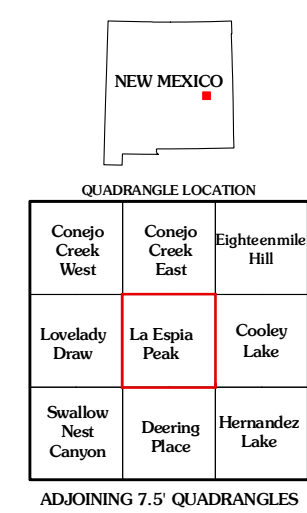 NEW MEXICO
QUADRANGLE LOCATION
Conejo
Creek
West
Conejo
Creek
East
Eighteenmile
Hill
Lovelady
Draw
La Espia
Peak
Cooley
Lake
Swallow
Nest
Canyon
Deering
Place
Hernandez
Lake
ADJOINING 7.5' QUADRANGLES